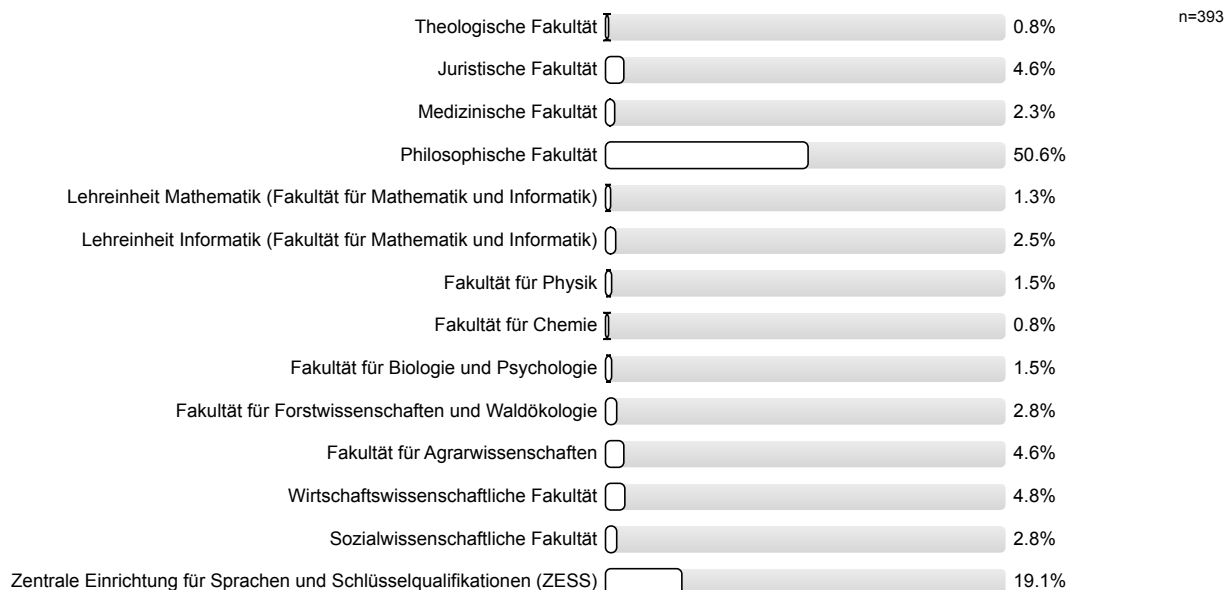 Theologische Fakultät 0.8% n=393
Juristische Fakultät 4.6%
Medizinische Fakultät 2.3%
Philosophische Fakultät 50.6%
Lehreinheit Mathematik (Fakultät für Mathematik und Informatik) 1.3%
Lehreinheit Informatik (Fakultät für Mathematik und Informatik) 2.5%
Fakultät für Physik 1.5%
Fakultät für Chemie 0.8%
Fakultät für Biologie und Psychologie 1.5%
Fakultät für Forstwissenschaften und Waldökologie 2.8%
Fakultät für Agrarwissenschaften 4.6%
Wirtschaftswissenschaftliche Fakultät 4.8%
Sozialwissenschaftliche Fakultät 2.8%
Zentrale Einrichtung für Sprachen und Schlüsselqualifikationen (ZESS) 19.1%